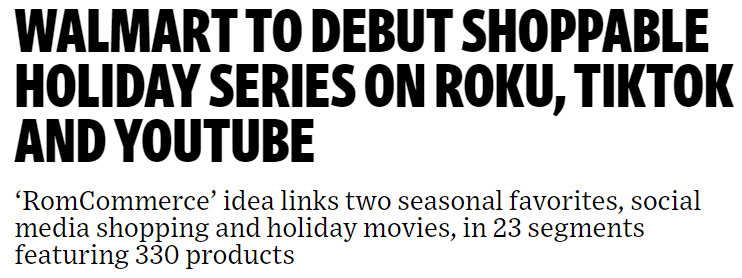 WALMART TO DEBUT SHOPPABLE
HOLIDAY SERIES ON ROKU, TIKTOK
AND YOUTUBE
‘RomCommerce’ idea links two seasonal favorites, social
media shopping and holiday movies, in 23 segments
featuring 330 products